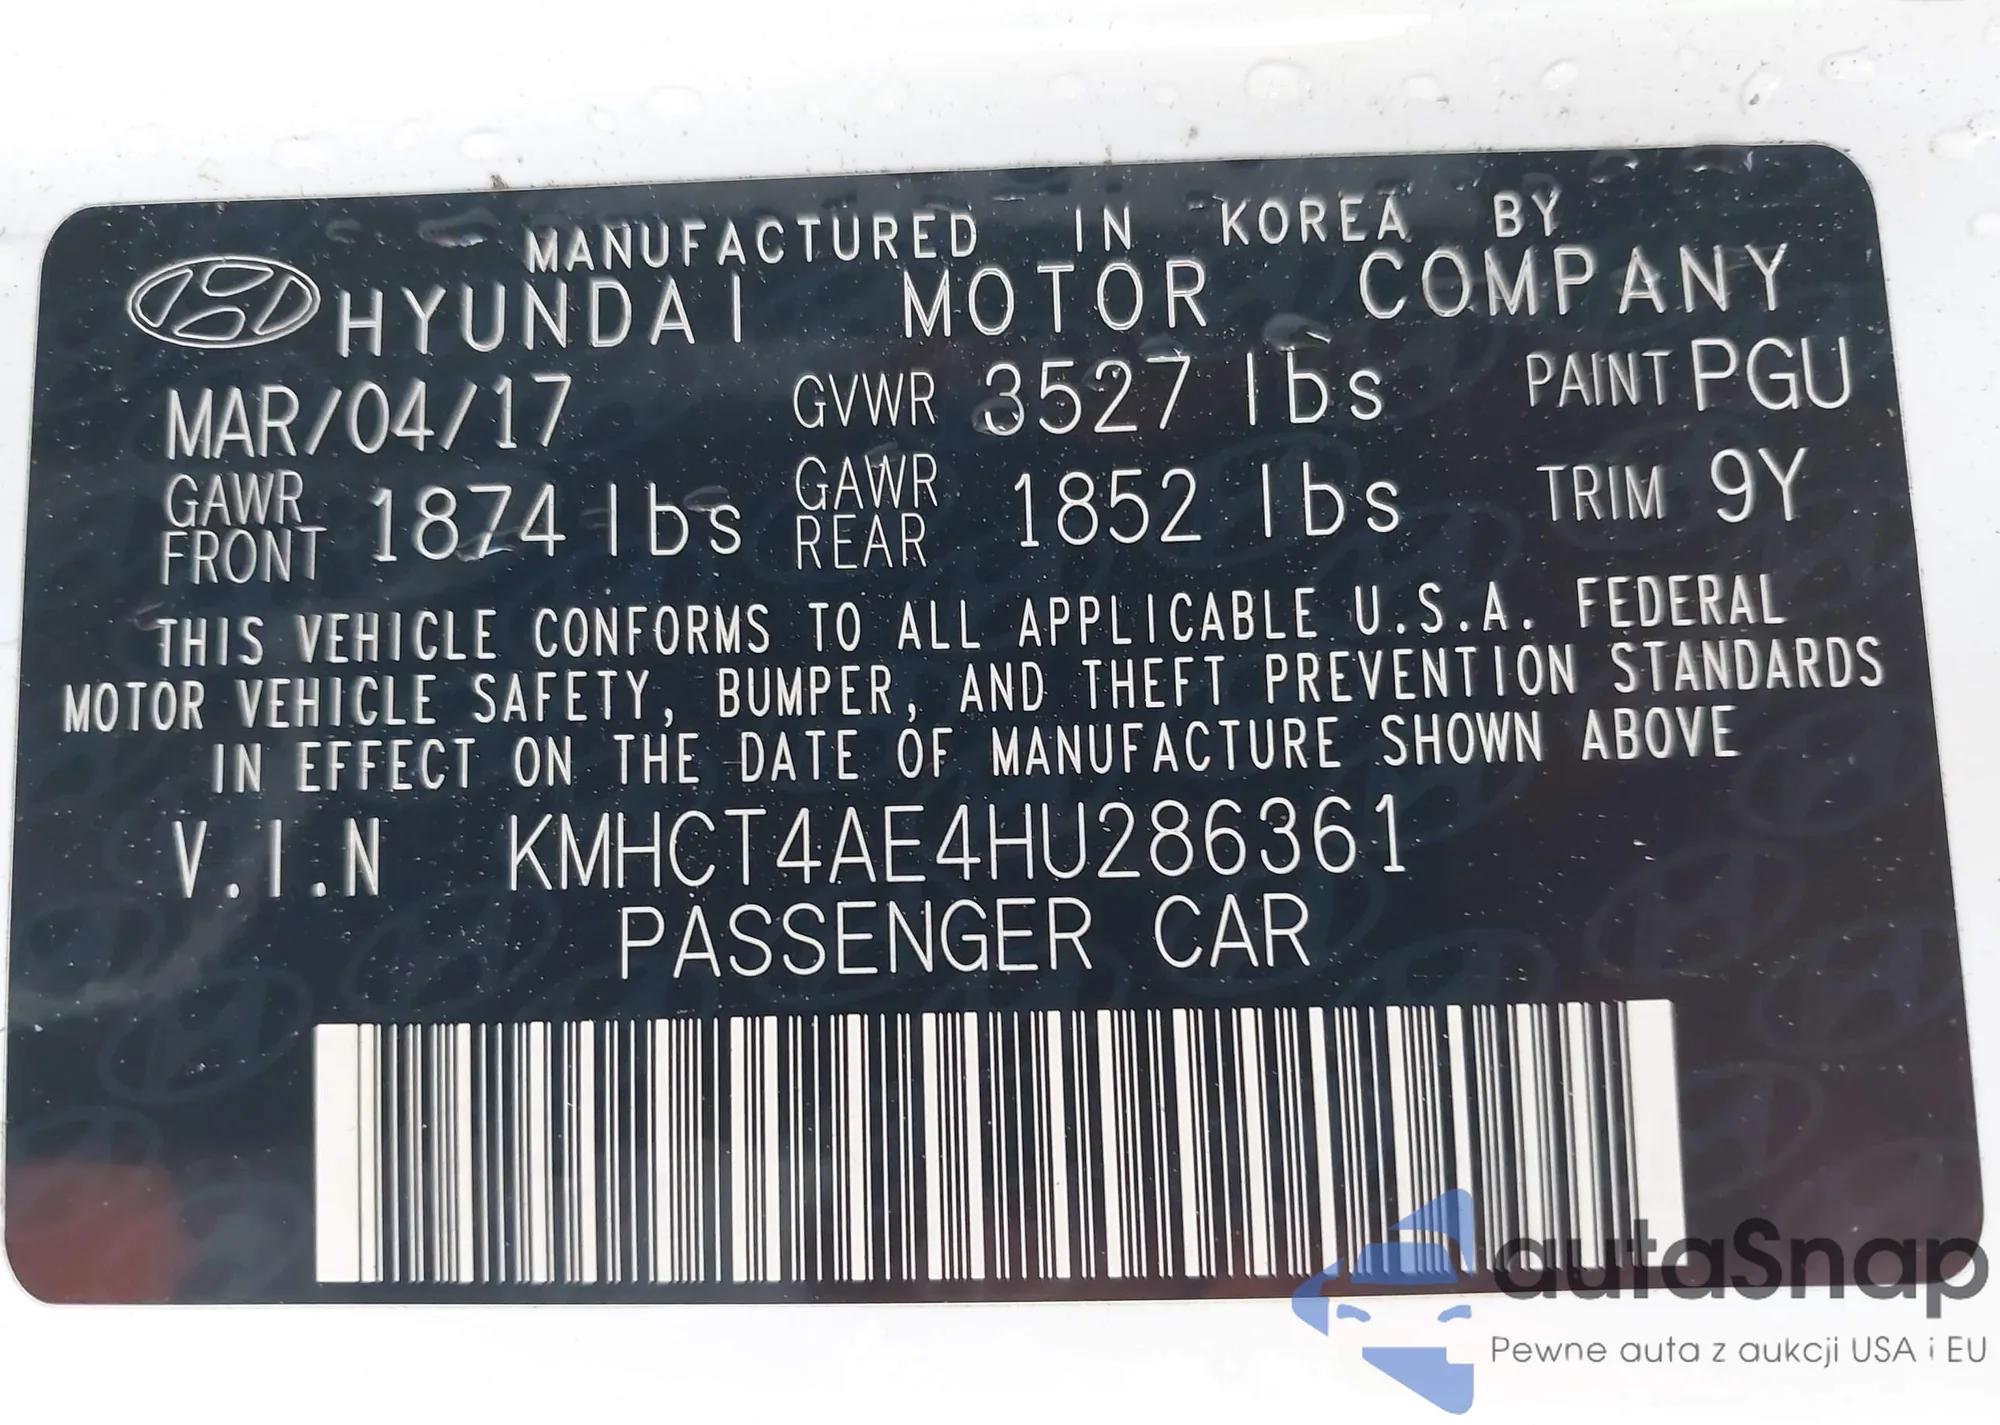 MANUFACTURED IN KOREA BY
HYUNDAI MOTOR COMPANY
MAR/04/17 GVWR 3527 lbs PAINT PGU
GAWR FRONT 1874 lbs GAWR REAR 1852 lbs TRIM 9Y
THIS VEHICLE CONFORMS TO ALL APPLICABLE U.S.A. FEDERAL
MOTOR VEHICLE SAFETY, BUMPER, AND THEFT PREVENTION STANDARDS
IN EFFECT ON THE DATE OF MANUFACTURE SHOWN ABOVE
V.I.N KMHCT4AE4HU286361
PASSENGER CAR
autaSnap
Pewne auta z aukcji USA i EU